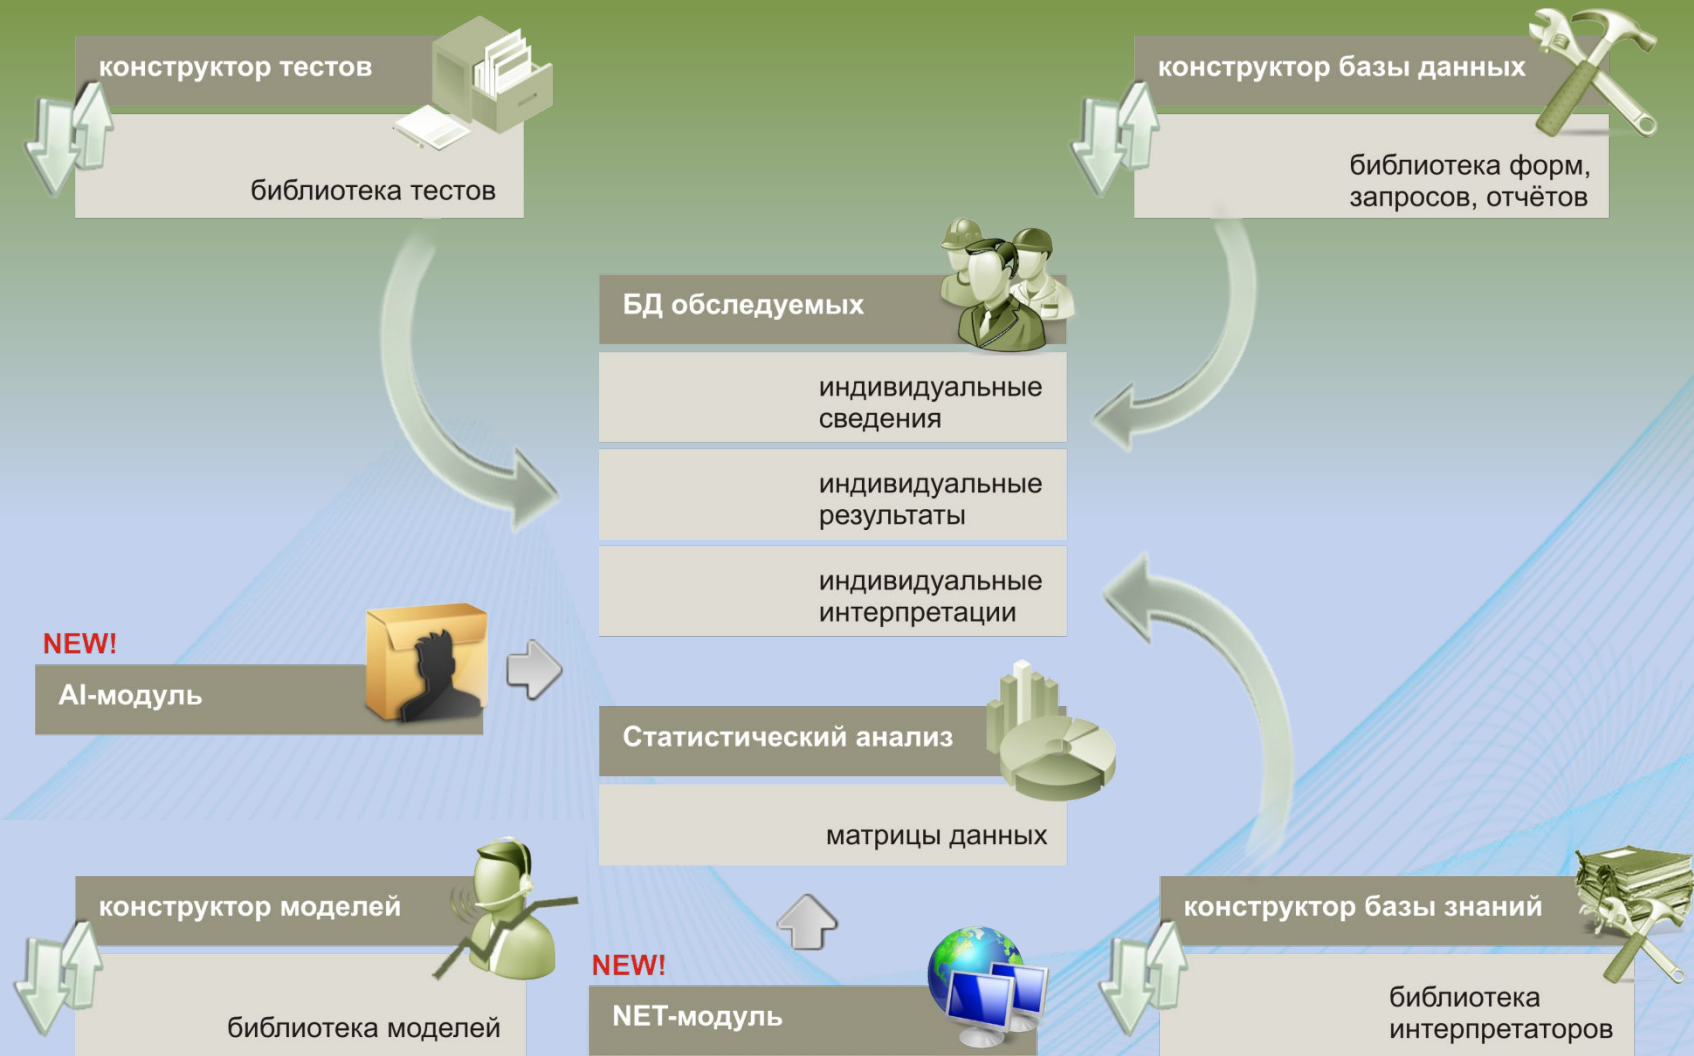 конструктор тестов
библиотека тестов
конструктор базы данных
библиотека форм,
запросов, отчётов
БД обследуемых
индивидуальные
сведения
индивидуальные
результаты
индивидуальные
интерпретации
NEW!
AI-модуль
Статистический анализ
матрицы данных
конструктор моделей
библиотека моделей
NEW!
NET-модуль
конструктор базы знаний
библиотека
интерпретаторов